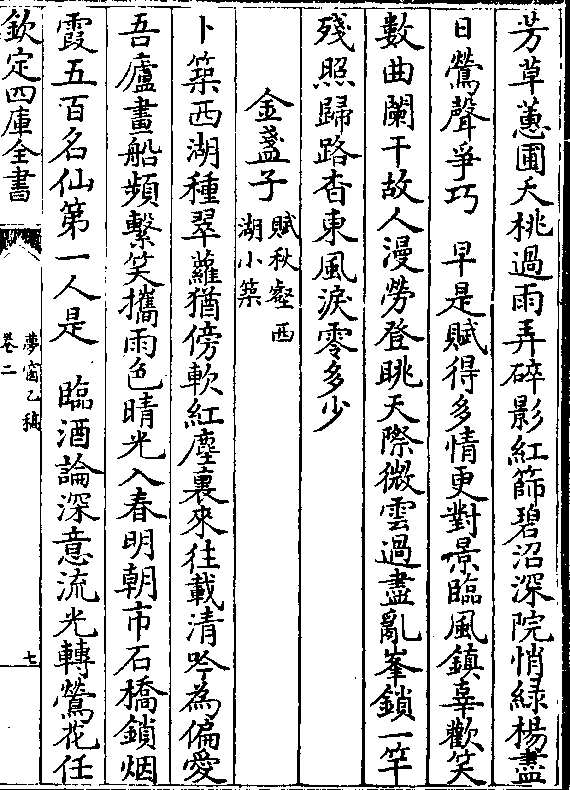 芳草蕙圃夭桃過雨弄碎影紅篩碧沼深院悄緑楊盡
日鶯聲爭巧 早是賦得多情更對景臨風鎮辜歡笑
數曲闌干故人漫勞登眺天際微雲過盡亂峯鎖一竿
殘照歸路杳東風淚零多少
金盞子 賦秋壑西
湖小築
卜築西湖種翠蘿猶傍軟紅塵裏來往載清吟為偏愛
吾廬畫船頻繫笑攜雨色晴光入春明朝市石橋鎖烟
霞五百名仙第一人是 臨酒論深意流光轉鶯花任
欽定四庫全書
夢窗乙稿
卷二
七